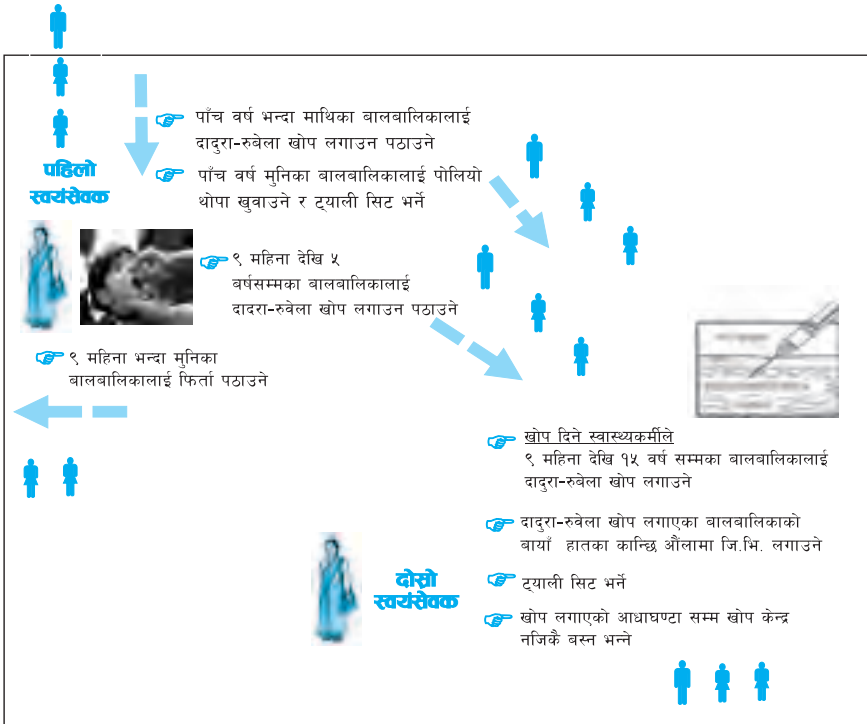 पाँच वर्ष भन्दा माथिका बालबालिकालाई
दादुरा-रुबेला खोप लगाउन पठाउने
पाँच वर्ष मुनिका बालबालिकालाई पोलियो
थोपा खुवाउने र ट्याली सिट भर्ने
पहिलो
स्वयंसेवक
९ महिना देखि ५
बर्षसम्मका बालबालिकालाई
दादरा-रुवेला खोप लगाउन पठाउने
९ महिना भन्दा मुनिका
बालबालिकालाई फिर्ता पठाउने
खोप दिने स्वास्थ्यकर्मीले
९ महिना देखि १५ वर्ष सम्मका बालबालिकालाई
दादुरा-रुबेला खोप लगाउने
दादुरा-रुवेला खोप लगाएका बालबालिकाको
बायाँ हातका कान्छि औंलामा जि.भि. लगाउने
दोस्रो
स्वयंसेवक
ट्याली सिट भर्ने
खोप लगाएको आधाघण्टा सम्म खोप केन्द्र
नजिकै बस्न भन्ने